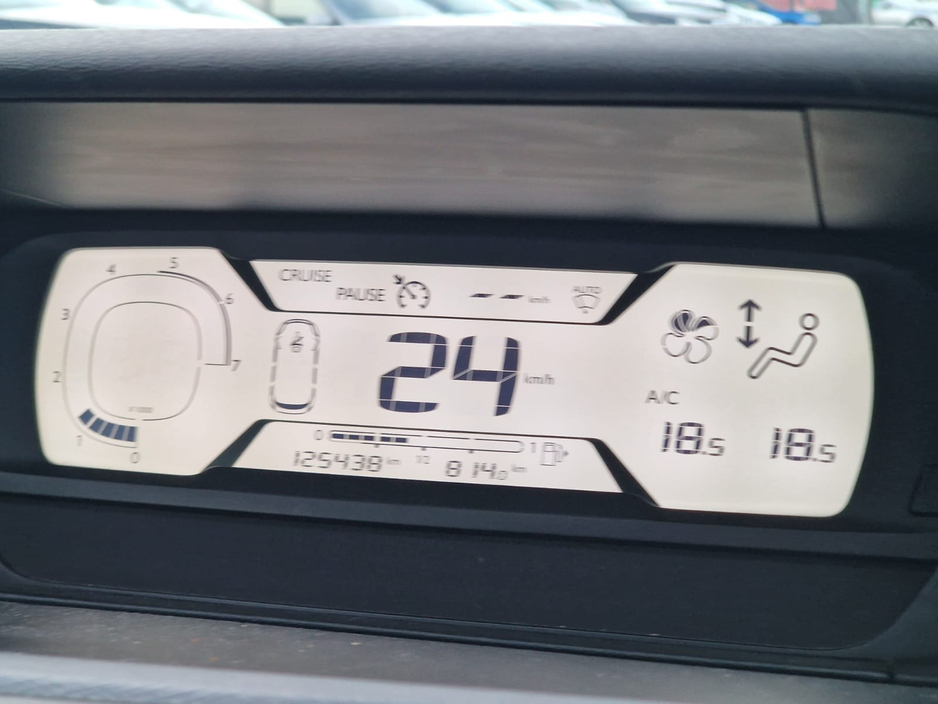 5
4
6
3
7
2
x1000
1
0
CRUISE
PAUSE
-- km/h
AUTO
24 km/h
0 1/2 1
125438 km
814.0 km
A/C
18.5 18.5